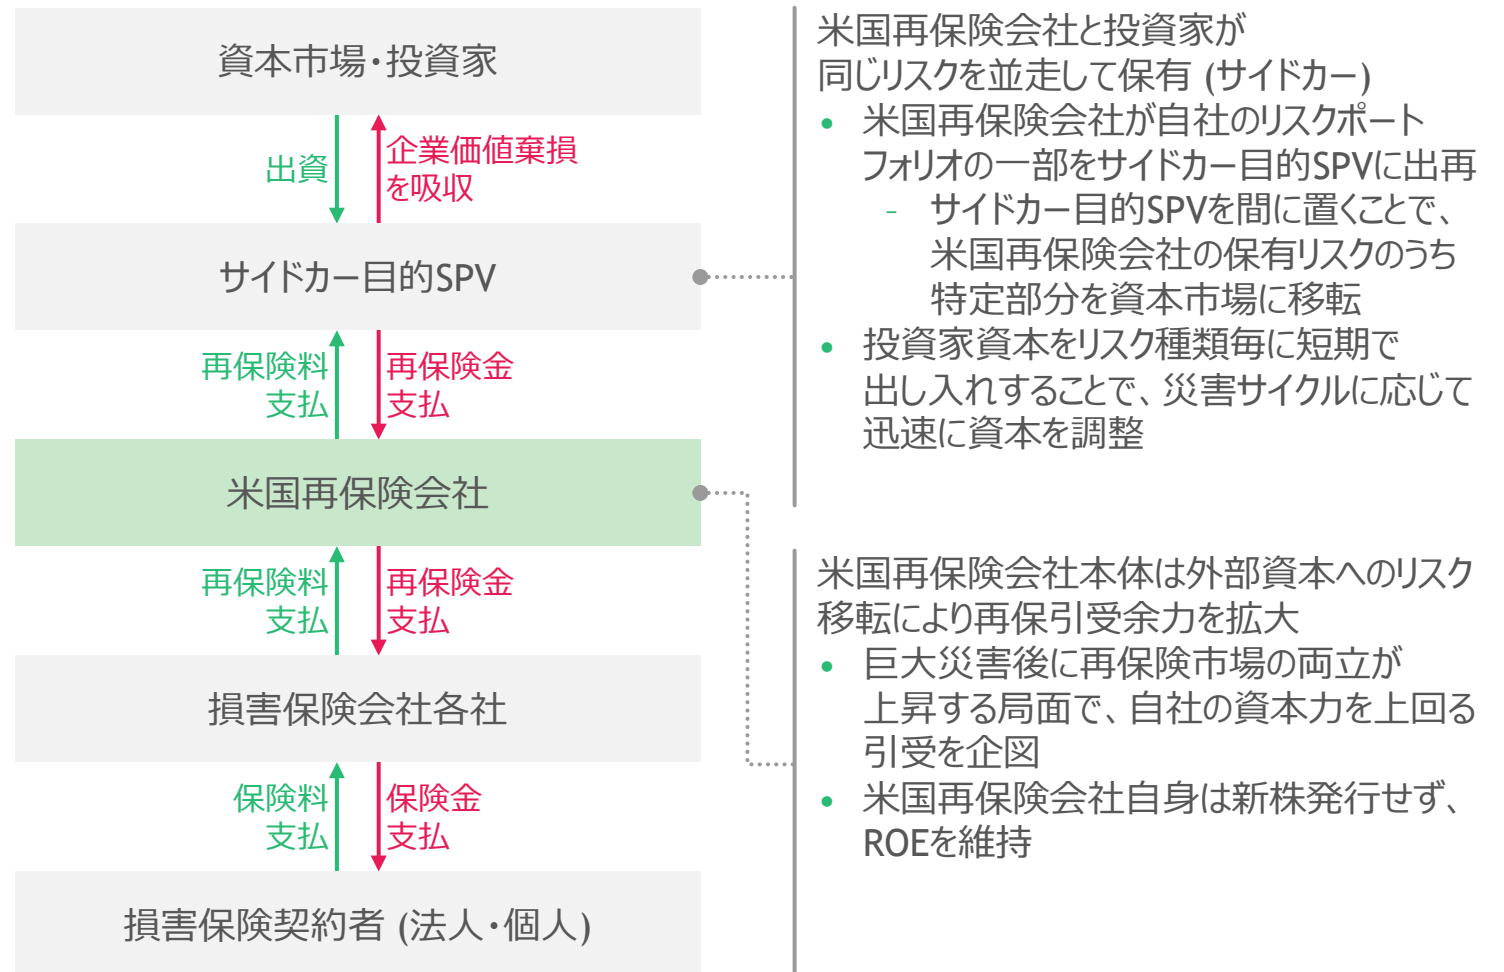 資本市場・投資家
出資
企業価値棄損
を吸収
サイドカー目的SPV
再保険料
支払
再保険金
支払
米国再保険会社
再保険料
支払
再保険金
支払
損害保険会社各社
保険料
支払
保険金
支払
損害保険契約者 (法人・個人)
米国再保険会社と投資家が
同じリスクを並走して保有 (サイドカー)
• 米国再保険会社が自社のリスクポート
フォリオの一部をサイドカー目的SPVに出再
- サイドカー目的SPVを間に置くことで、
米国再保険会社の保有リスクのうち
特定部分を資本市場に移転
• 投資家資本をリスク種類毎に短期で
出し入れすることで、災害サイクルに応じて
迅速に資本を調整
米国再保険会社本体は外部資本へのリスク
移転により再保引受余力を拡大
• 巨大災害後に再保険市場の両立が
上昇する局面で、自社の資本力を上回る
引受を企図
• 米国再保険会社自身は新株発行せず、
ROEを維持